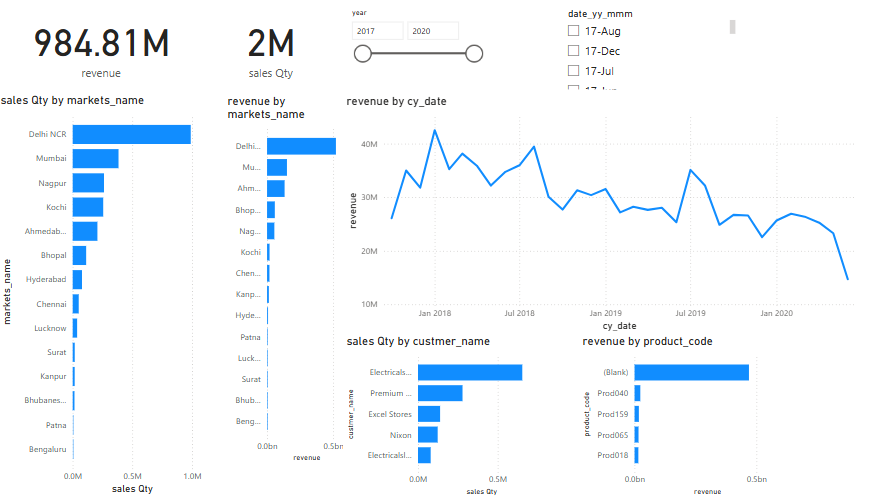 984.81M
revenue
2M
sales Qty
year
2017
2020
date_yy_mmm
17-Aug
17-Dec
17-Jul
sales Qty by markets_name
markets_name
Delhi NCR
Mumbai
Nagpur
Kochi
Ahmedab...
Bhopal
Hyderabad
Chennai
Lucknow
Surat
Kanpur
Bhubanes...
Patna
Bengaluru
0.0M
0.5M
1.0M
sales Qty
revenue by
markets_name
Delhi...
Mu...
Ahm...
Bhop...
Nag...
Kochi
Chen...
Kanp...
Hyde...
Patna
Luck...
Surat
Bhub...
Beng...
0.0bn
0.5bn
revenue
revenue by cy_date
revenue
40M
30M
20M
10M
Jan 2018
Jul 2018
Jan 2019
Jul 2019
Jan 2020
cy_date
sales Qty by custmer_name
custmer_name
Electricals...
Premium ...
Excel Stores
Nixon
Electricalsl...
0.0M
0.5M
sales Qty
revenue by product_code
product_code
(Blank)
Prod040
Prod159
Prod065
Prod018
0.0bn
0.5bn
revenue